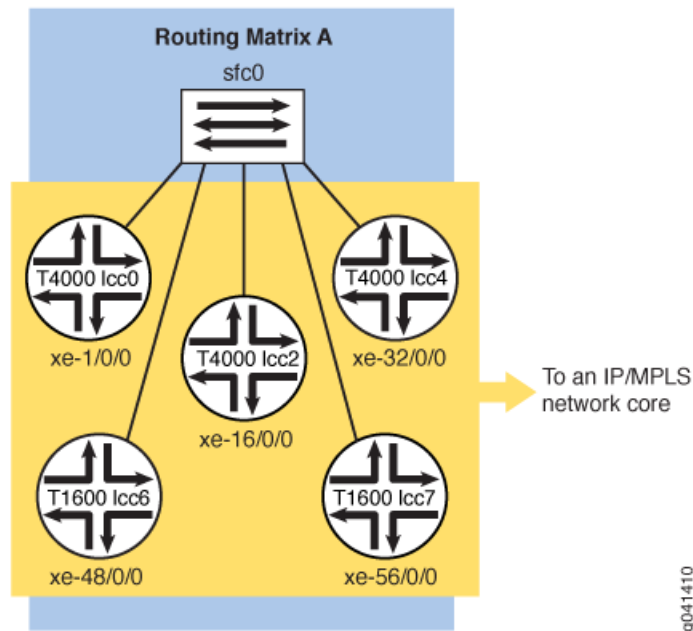 Routing Matrix A
sfc0
T4000 lcc0
T4000 lcc4
xe-1/0/0
T4000 lcc2
xe-32/0/0
To an IP/MPLS
network core
xe-16/0/0
T1600 lcc6
T1600 lcc7
xe-48/0/0
xe-56/0/0
g041410